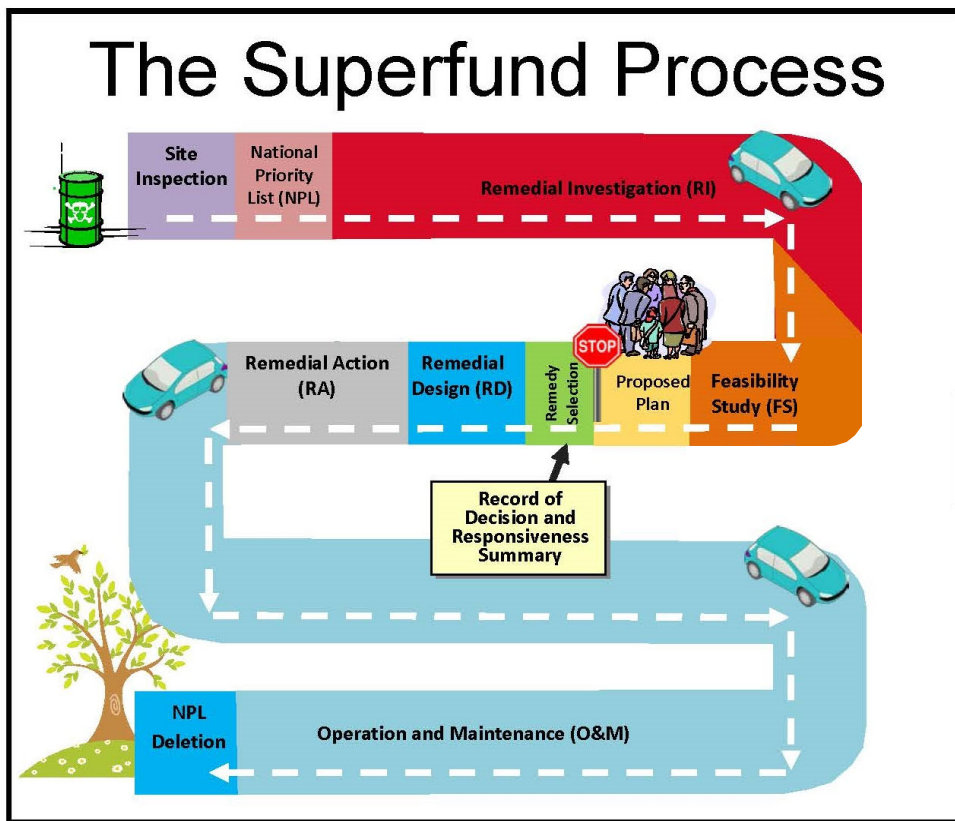 The Superfund Process
Site
Inspection
National
Priority
List (NPL)
Remedial Investigation (RI)
Feasibility
Study (FS)
Proposed
Plan
STOP
Remedy
Selection
Remedial
Design (RD)
Remedial Action
(RA)
Record of
Decision and
Responsiveness
Summary
Operation and Maintenance (O&M)
NPL
Deletion